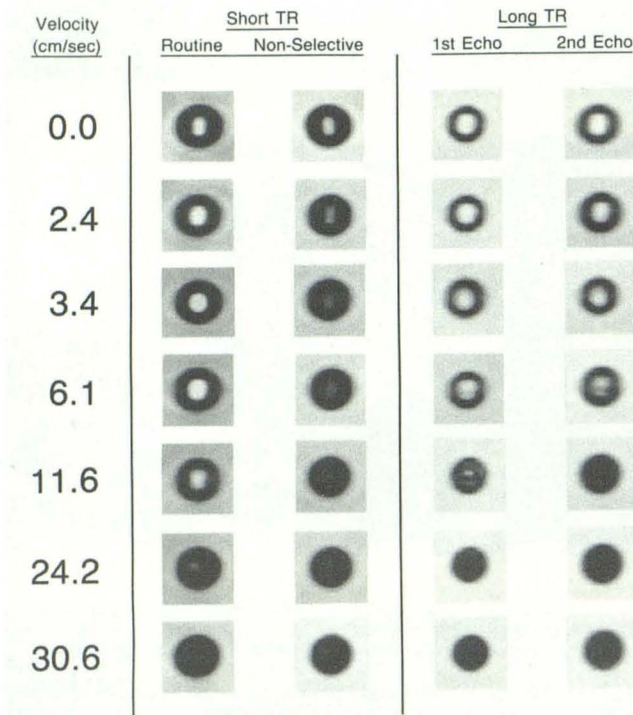 Velocity
(cm/sec)
Short TR
Long TR
Routine Non-Selective
1st Echo 2nd Echo
0.0
2.4
3.4
6.1
11.6
24.2
30.6